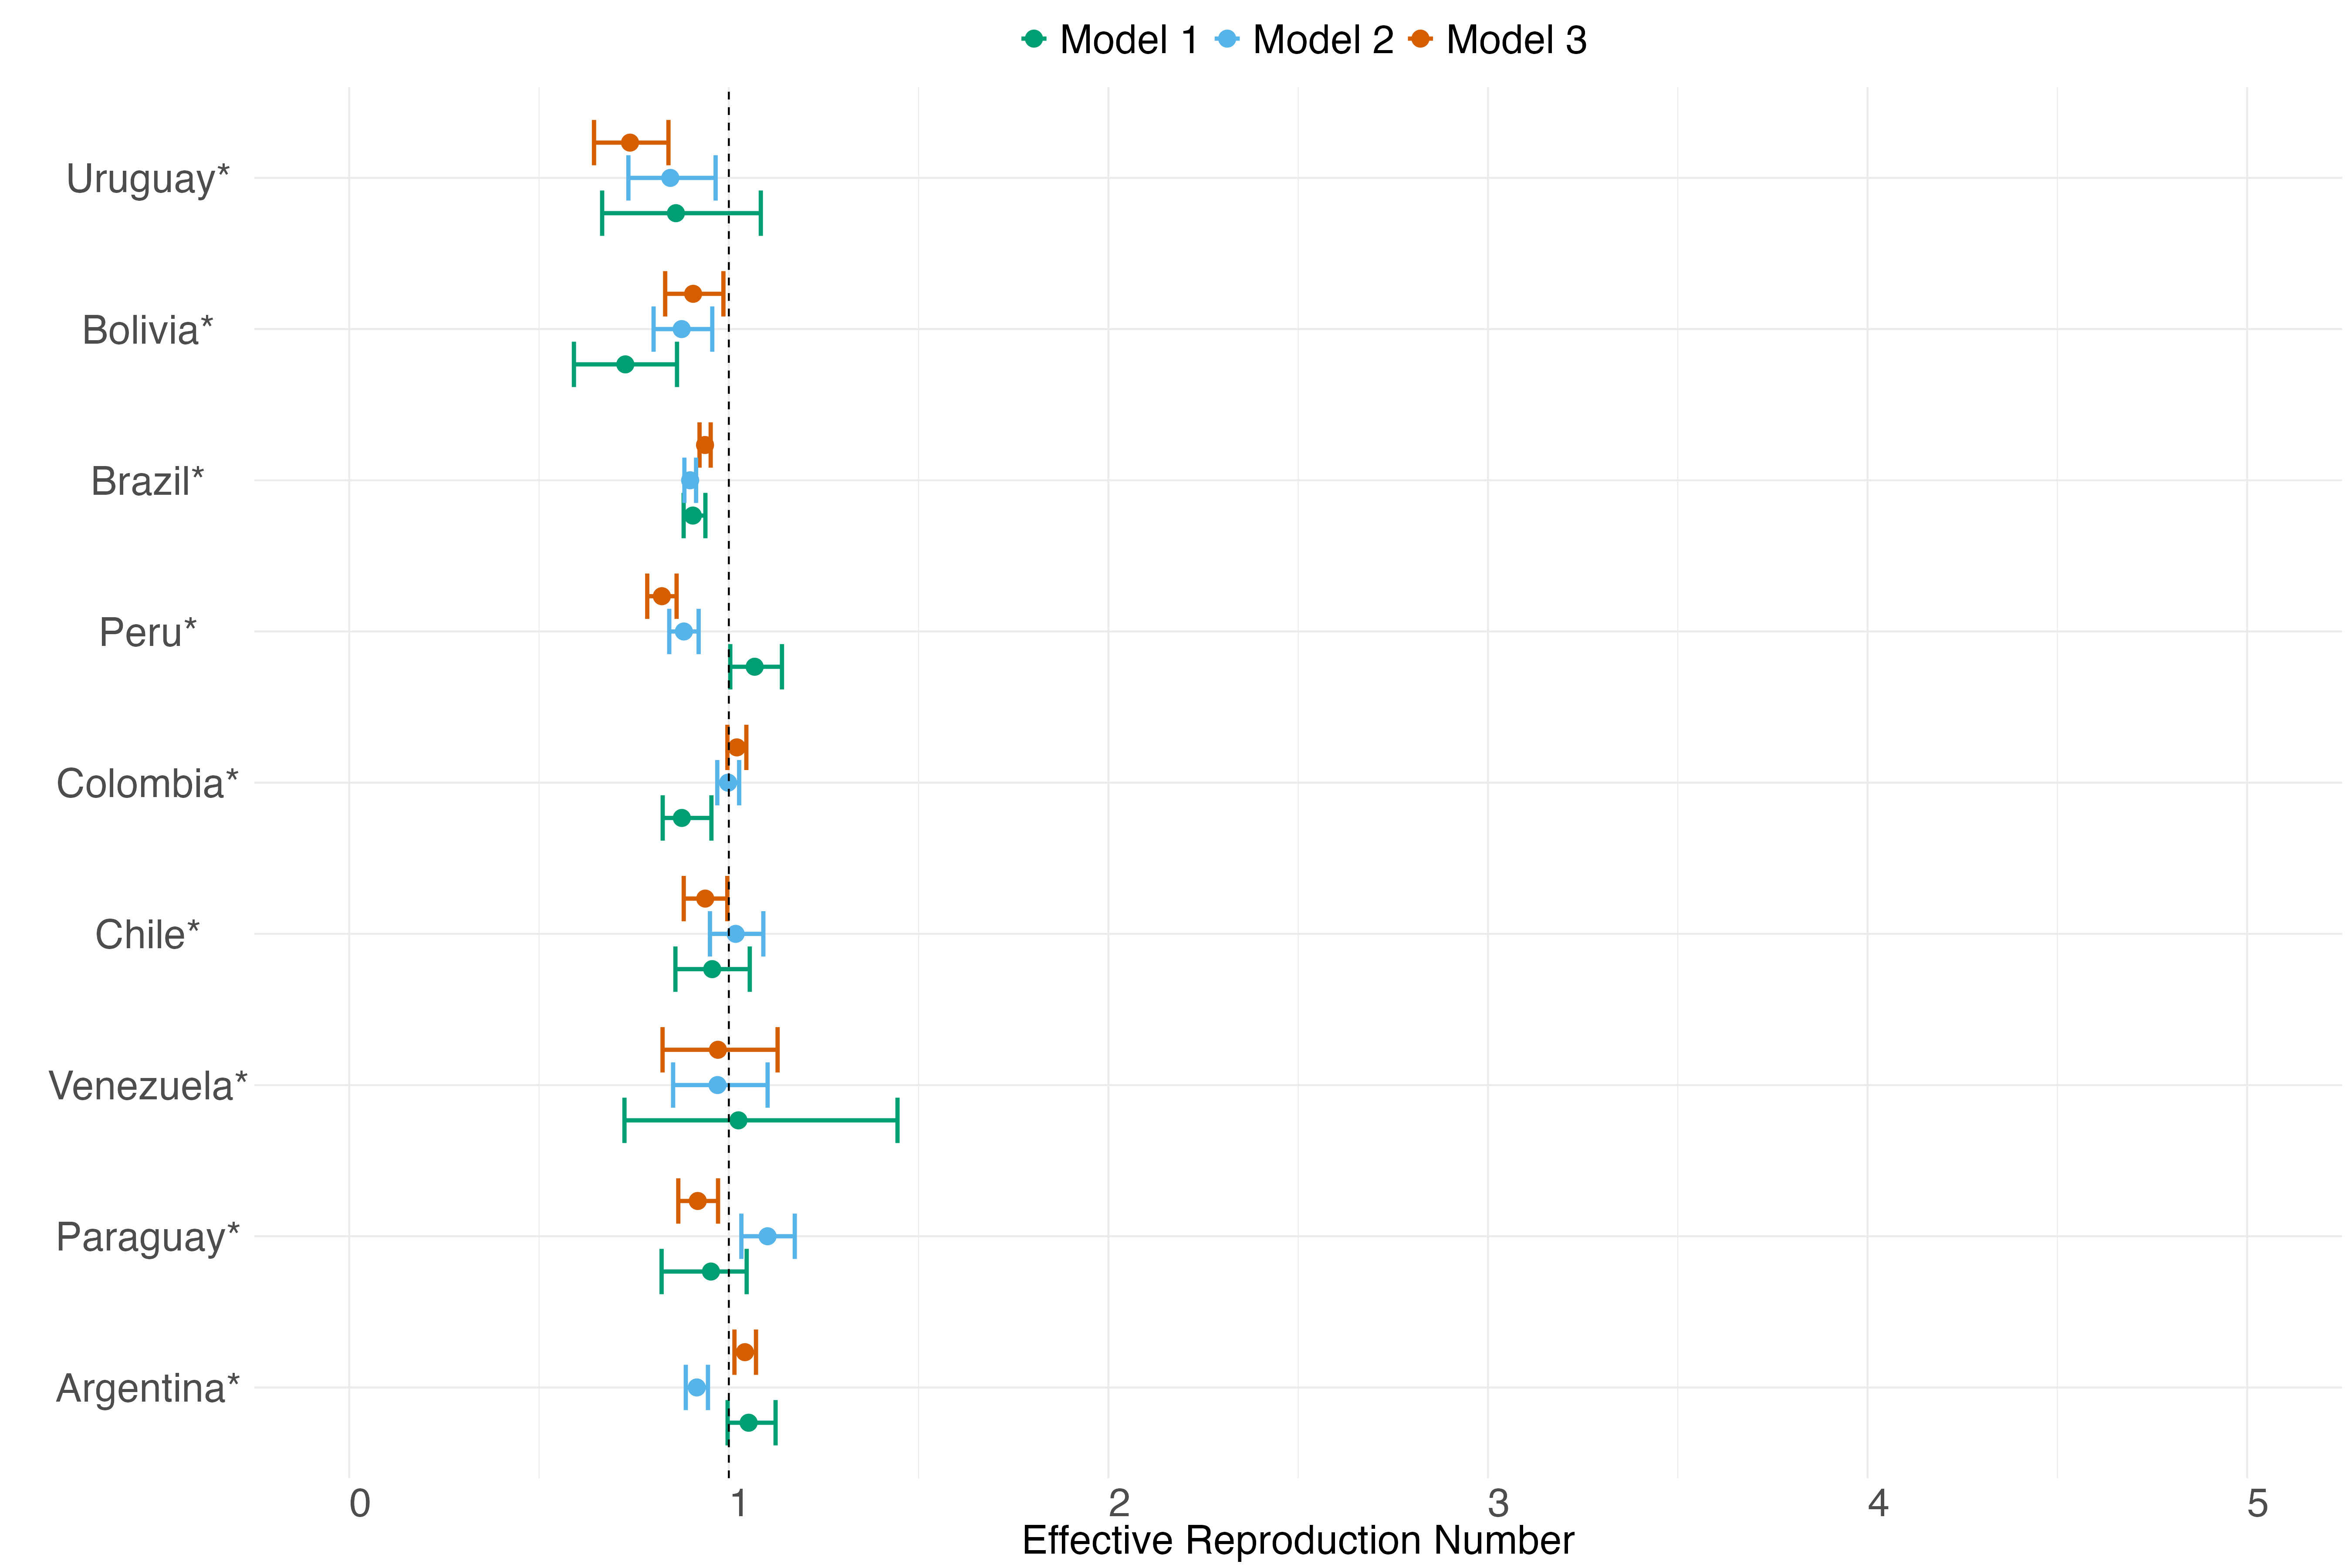 Model 1 Model 2 Model 3
Uruguay*
Bolivia*
Brazil*
Peru*
Colombia*
Chile*
Venezuela*
Paraguay*
Argentina*
0 1 2 3 4 5
Effective Reproduction Number